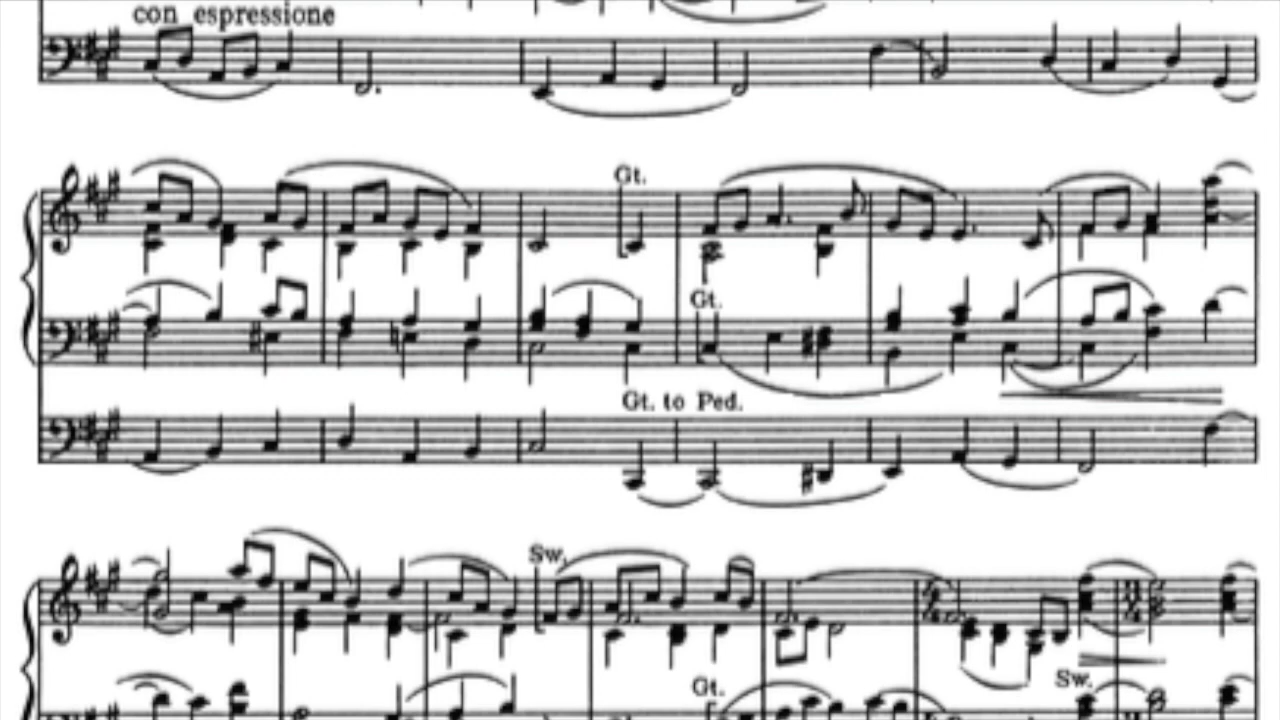 con espressione
Gt.
Gt.
Gt. to Ped.
Sw.
Gt.
Sw.